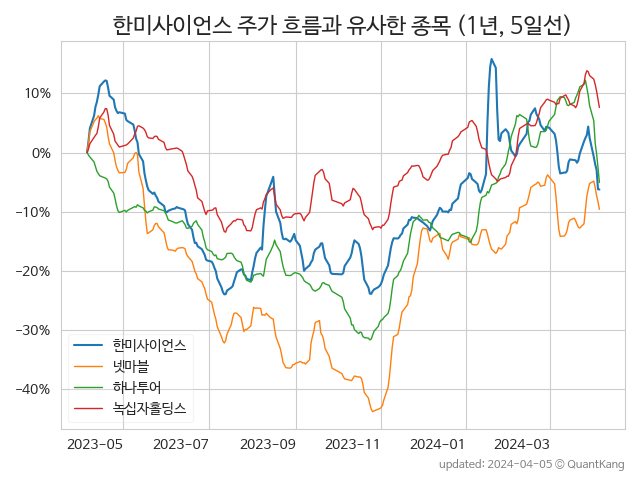 한미사이언스 주가 흐름과 유사한 종목 (1년, 5일선)
10%
0%
−10%
−20%
−30%
−40%
한미사이언스
넷마블
하나투어
녹십자홀딩스
2023-05 2023-07 2023-09 2023-11 2024-01 2024-03
updated: 2024-04-05 © QuantKang